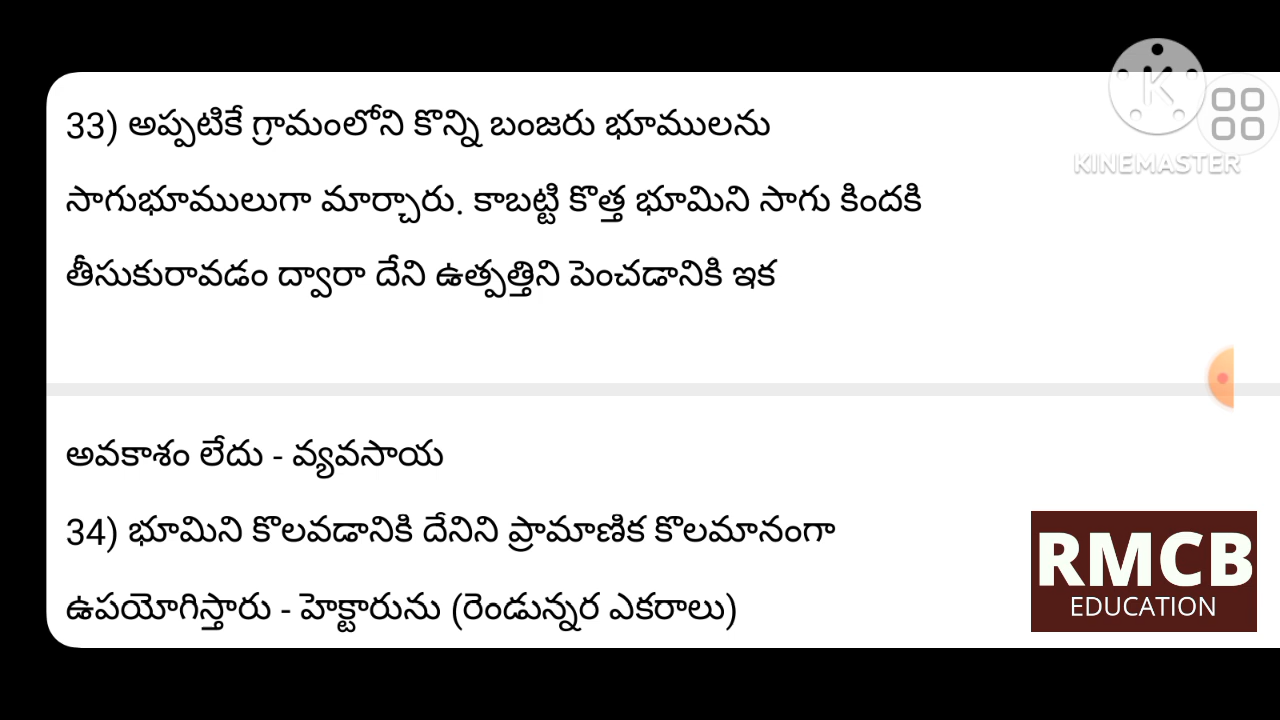 33) అప్పటికే గ్రామంలోని కొన్ని బంజరు భూములను
సాగుభూములుగా మార్చారు. కాబట్టి కొత్త భూమిని సాగు కిందకి
తీసుకురావడం ద్వారా దేని ఉత్పత్తిని పెంచడానికి ఇక
అవకాశం లేదు - వ్యవసాయ
34) భూమిని కొలవడానికి దేనిని ప్రామాణిక కొలమానంగా
ఉపయోగిస్తారు - హెక్టారును (రెండున్నర ఎకరాలు)
K
KINEMASTER
RMCB
EDUCATION